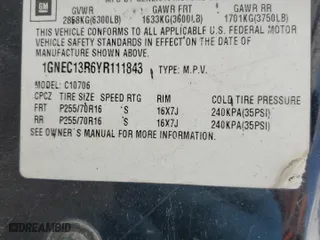 GM
GVWR GAWR FRT GAWR RR
2858KG(6300LB) 1633KG(3600LB) 1701KG(3750LB)
THIS VEHICLE CONFORMS TO ALL APPLICABLE U.S. FEDERAL MOTOR
VEHICLE SAFETY STANDARDS IN EFFECT ON THE DATE OF
MANUFACTURE SHOWN ABOVE.
1GNEC13R6YR111843 TYPE: M.P.V.
MODEL: C10706
CPCZ TIRE SIZE SPEED RTG RIM COLD TIRE PRESSURE
FRT P255/70R16 S 16X7J 240KPA(35PSI)
RR P255/70R16 S 16X7J 240KPA(35PSI)
SEE OWNER'S MANUAL FOR MORE INFORMATION.
DREAMBID